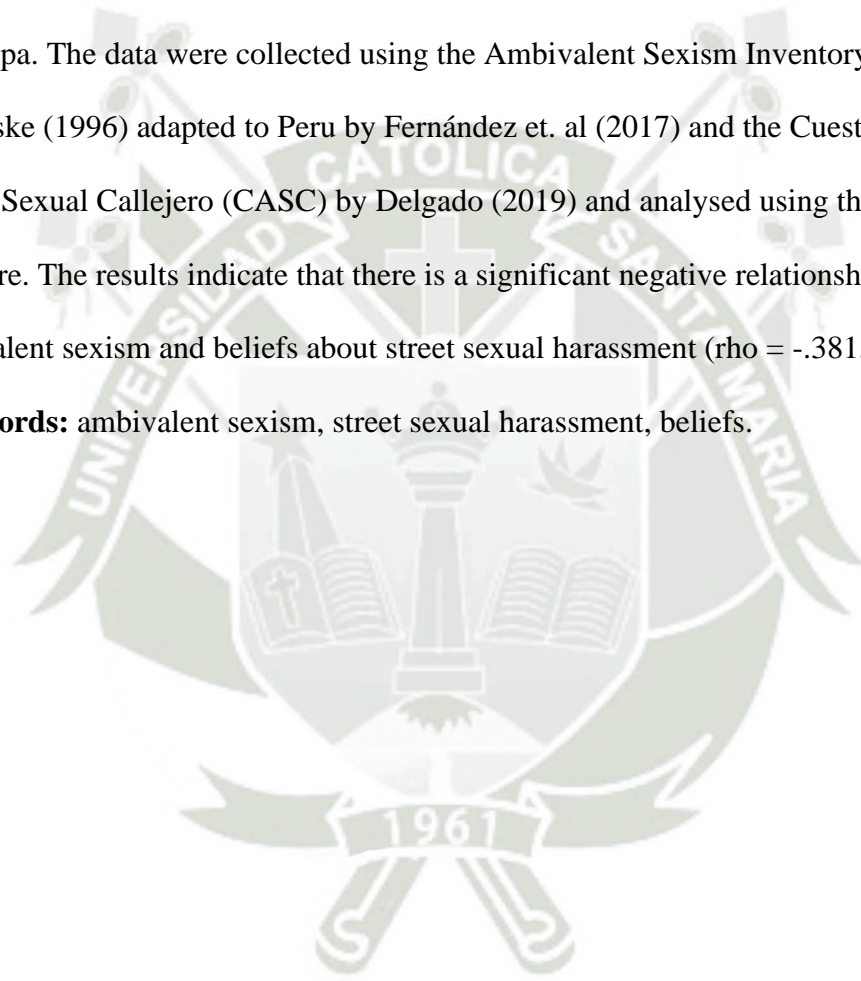 pa. The data were collected using the Ambivalent Sexism Inventory
ske (1996) adapted to Peru by Fernández et. al (2017) and the Cuest
Sexual Callejero (CASC) by Delgado (2019) and analysed using th
re. The results indicate that there is a significant negative relationsh
alent sexism and beliefs about street sexual harassment (rho = -.381
ords: ambivalent sexism, street sexual harassment, beliefs.
UNIVERSIDAD CATOLICA SANTA MARIA
1961